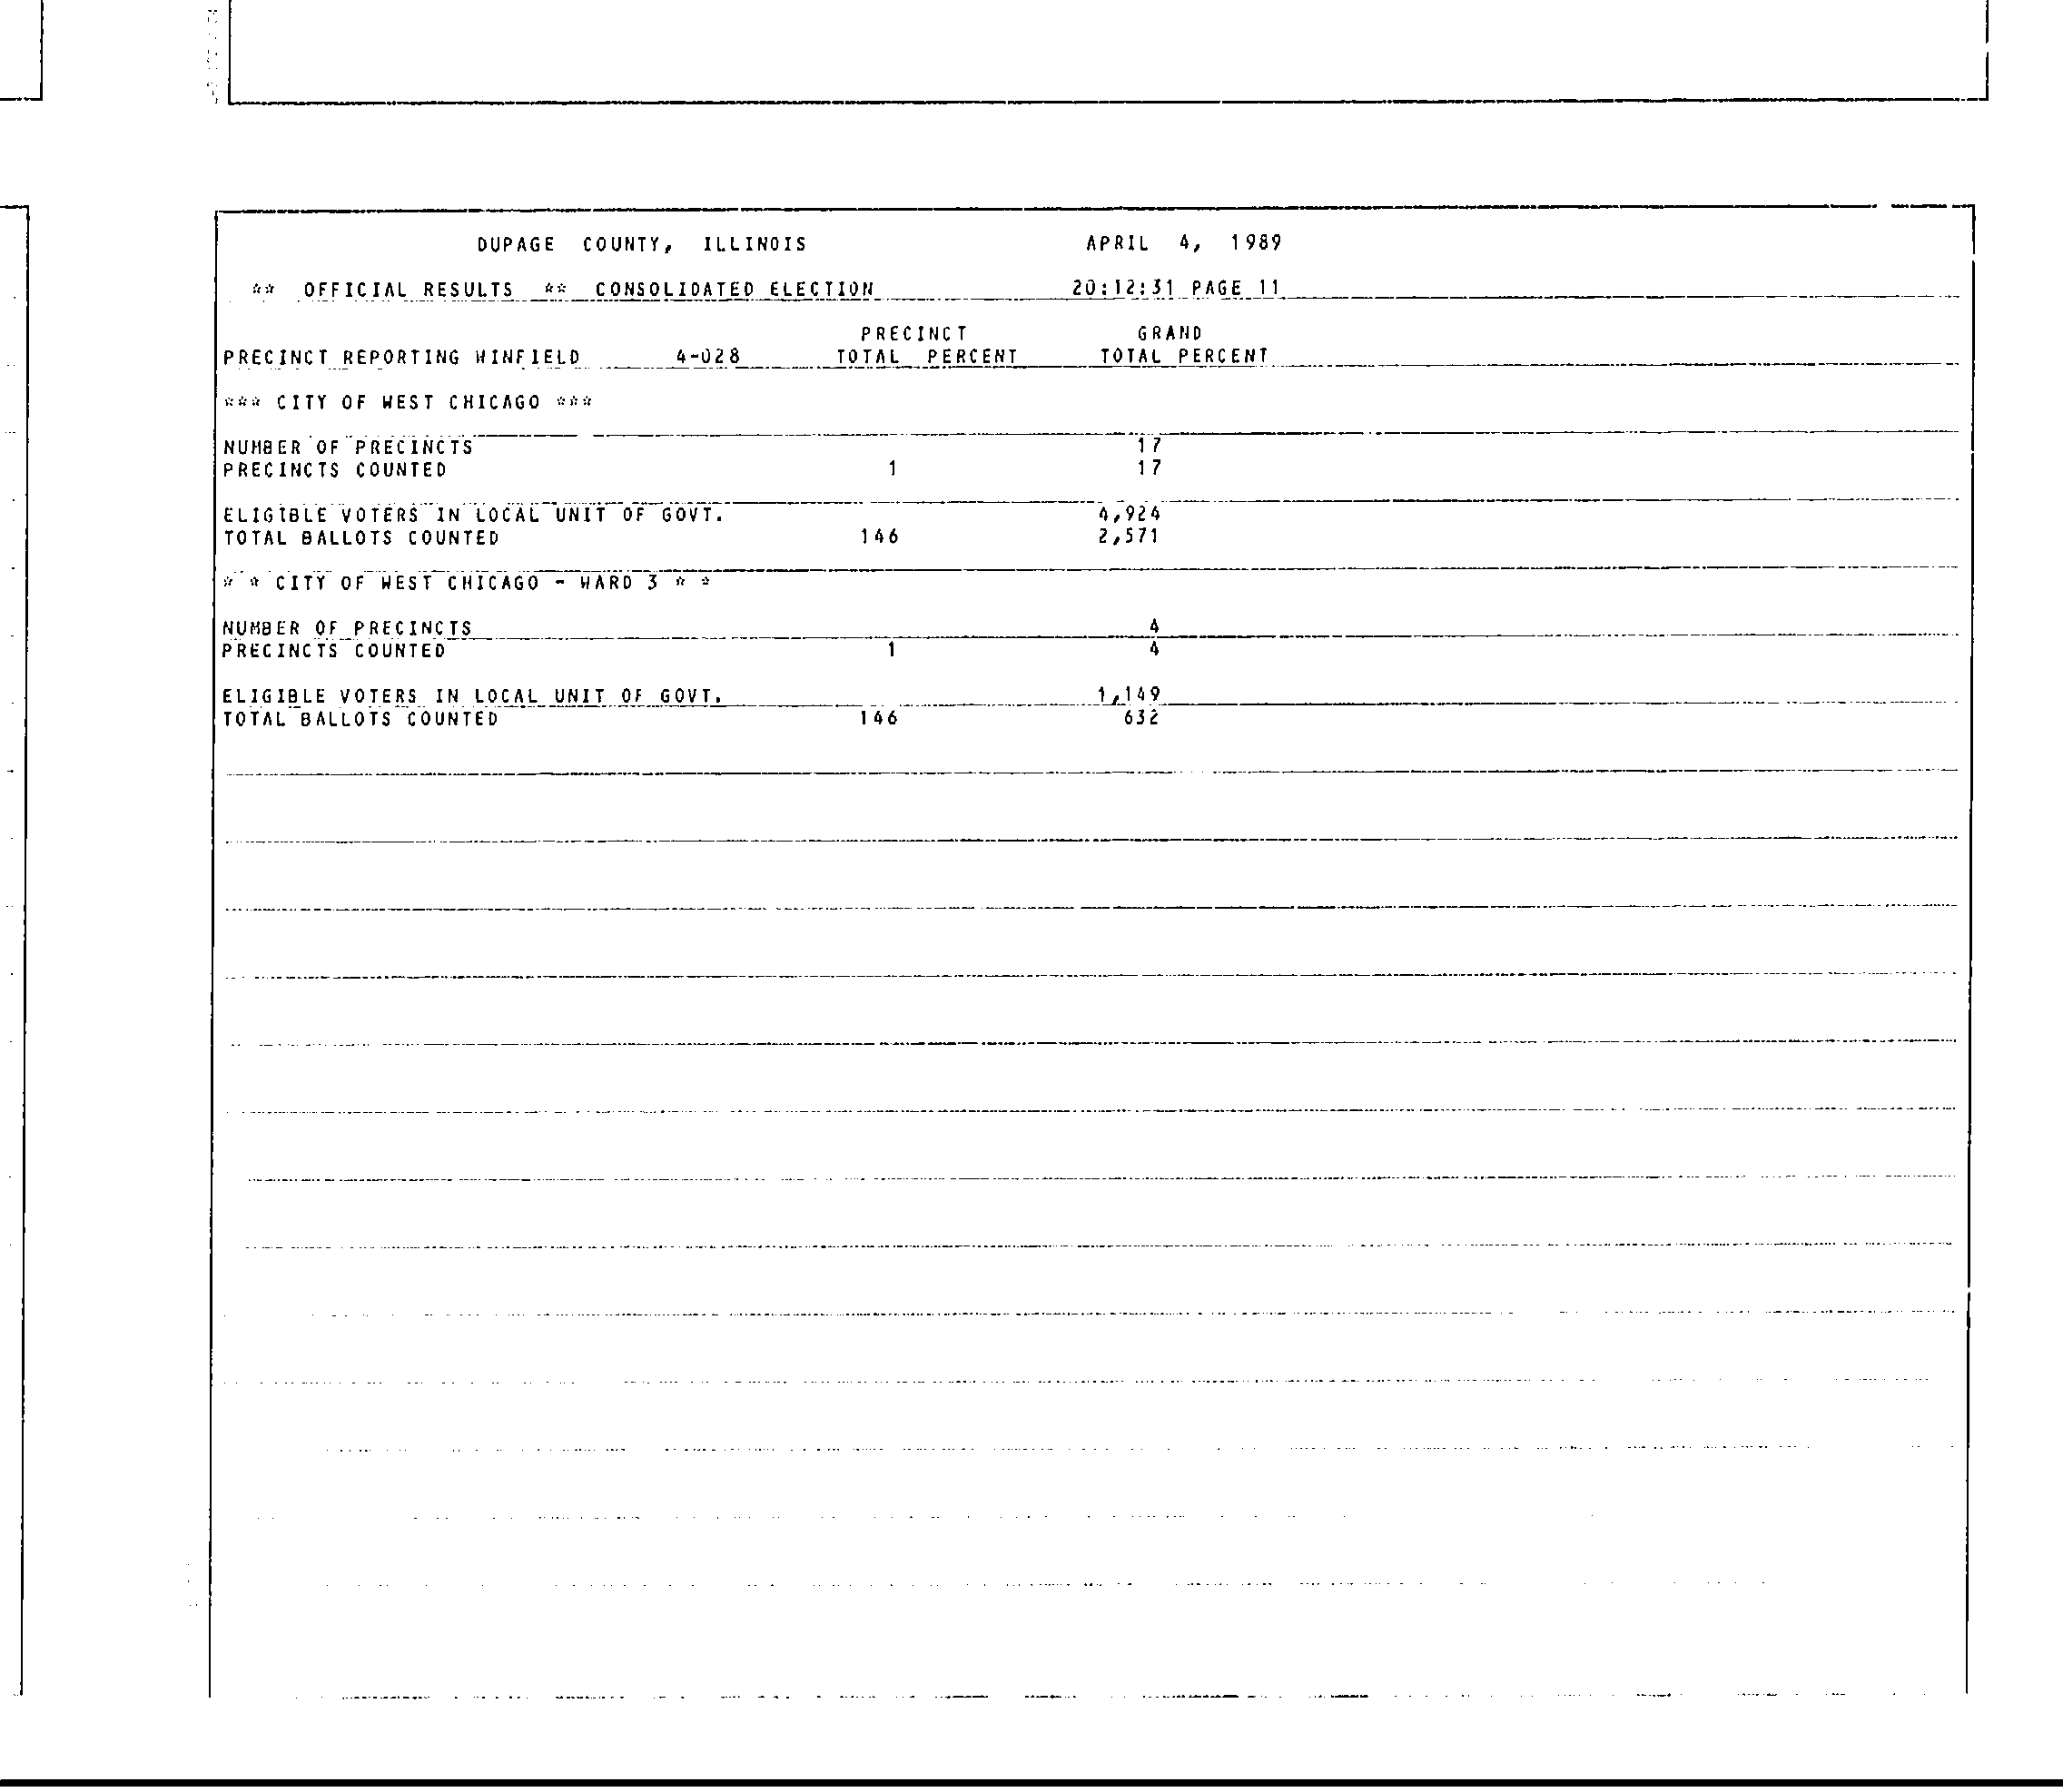 DUPAGE COUNTY, ILLINOIS APRIL 4, 1989
** OFFICIAL RESULTS ** CONSOLIDATED ELECTION 20:12:31 PAGE 11
PRECINCT GRAND
PRECINCT REPORTING WINFIELD 4-028 TOTAL PERCENT TOTAL PERCENT
*** CITY OF WEST CHICAGO ***
NUMBER OF PRECINCTS 17
PRECINCTS COUNTED 1 17
ELIGIBLE VOTERS IN LOCAL UNIT OF GOVT. 4,924
TOTAL BALLOTS COUNTED 146 2,571
* * CITY OF WEST CHICAGO - WARD 3 * *
NUMBER OF PRECINCTS 4
PRECINCTS COUNTED 1 4
ELIGIBLE VOTERS IN LOCAL UNIT OF GOVT. 1,149
TOTAL BALLOTS COUNTED 146 632